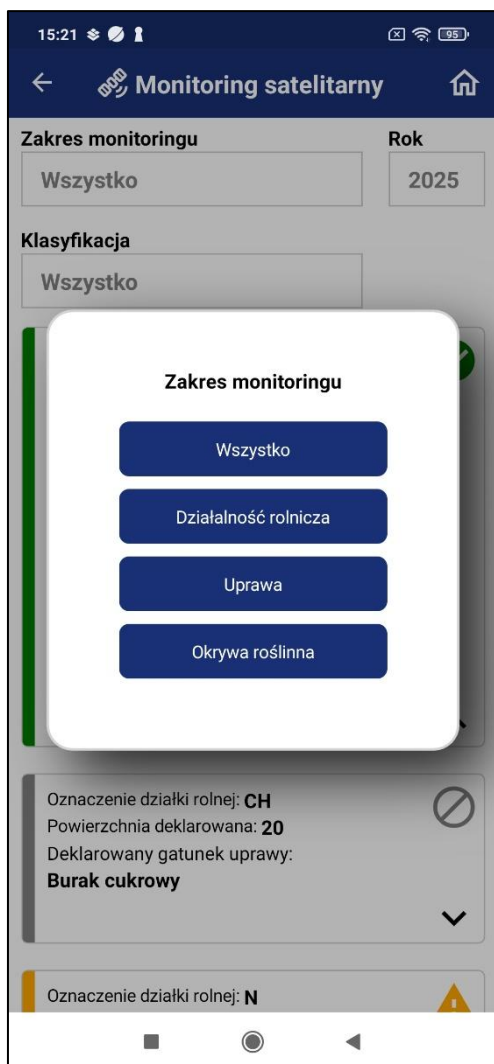 15:21
95
Monitoring satelitarny
Zakres monitoringu
Rok
Wszystko
2025
Klasyfikacja
Wszystko
Zakres monitoringu
Wszystko
Działalność rolnicza
Uprawa
Okrywa roślinna
Oznaczenie działki rolnej: CH
Powierzchnia deklarowana: 20
Deklarowany gatunek uprawy:
Burak cukrowy
Oznaczenie działki rolnej: N